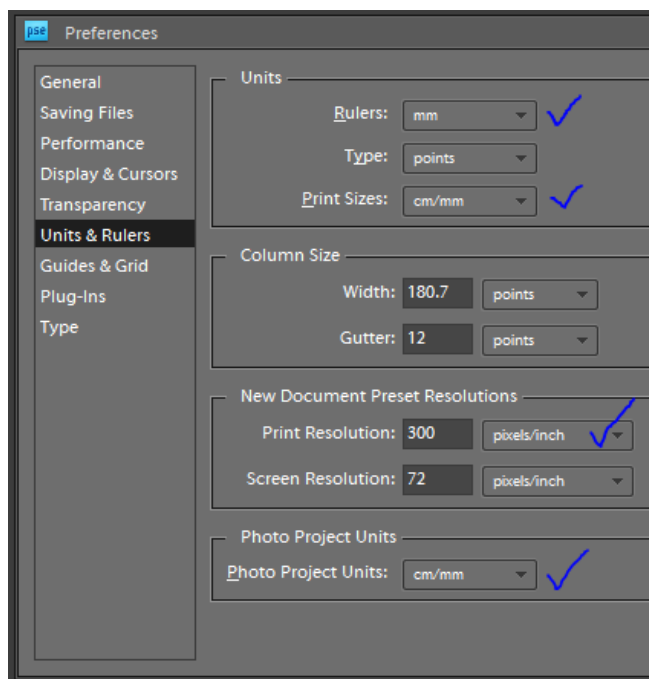 pse Preferences
General
Saving Files
Performance
Display & Cursors
Transparency
Units & Rulers
Guides & Grid
Plug-Ins
Type
Units
Rulers: mm
Type: points
Print Sizes: cm/mm
Column Size
Width: 180.7 points
Gutter: 12 points
New Document Preset Resolutions
Print Resolution: 300 pixels/inch
Screen Resolution: 72 pixels/inch
Photo Project Units
Photo Project Units: cm/mm